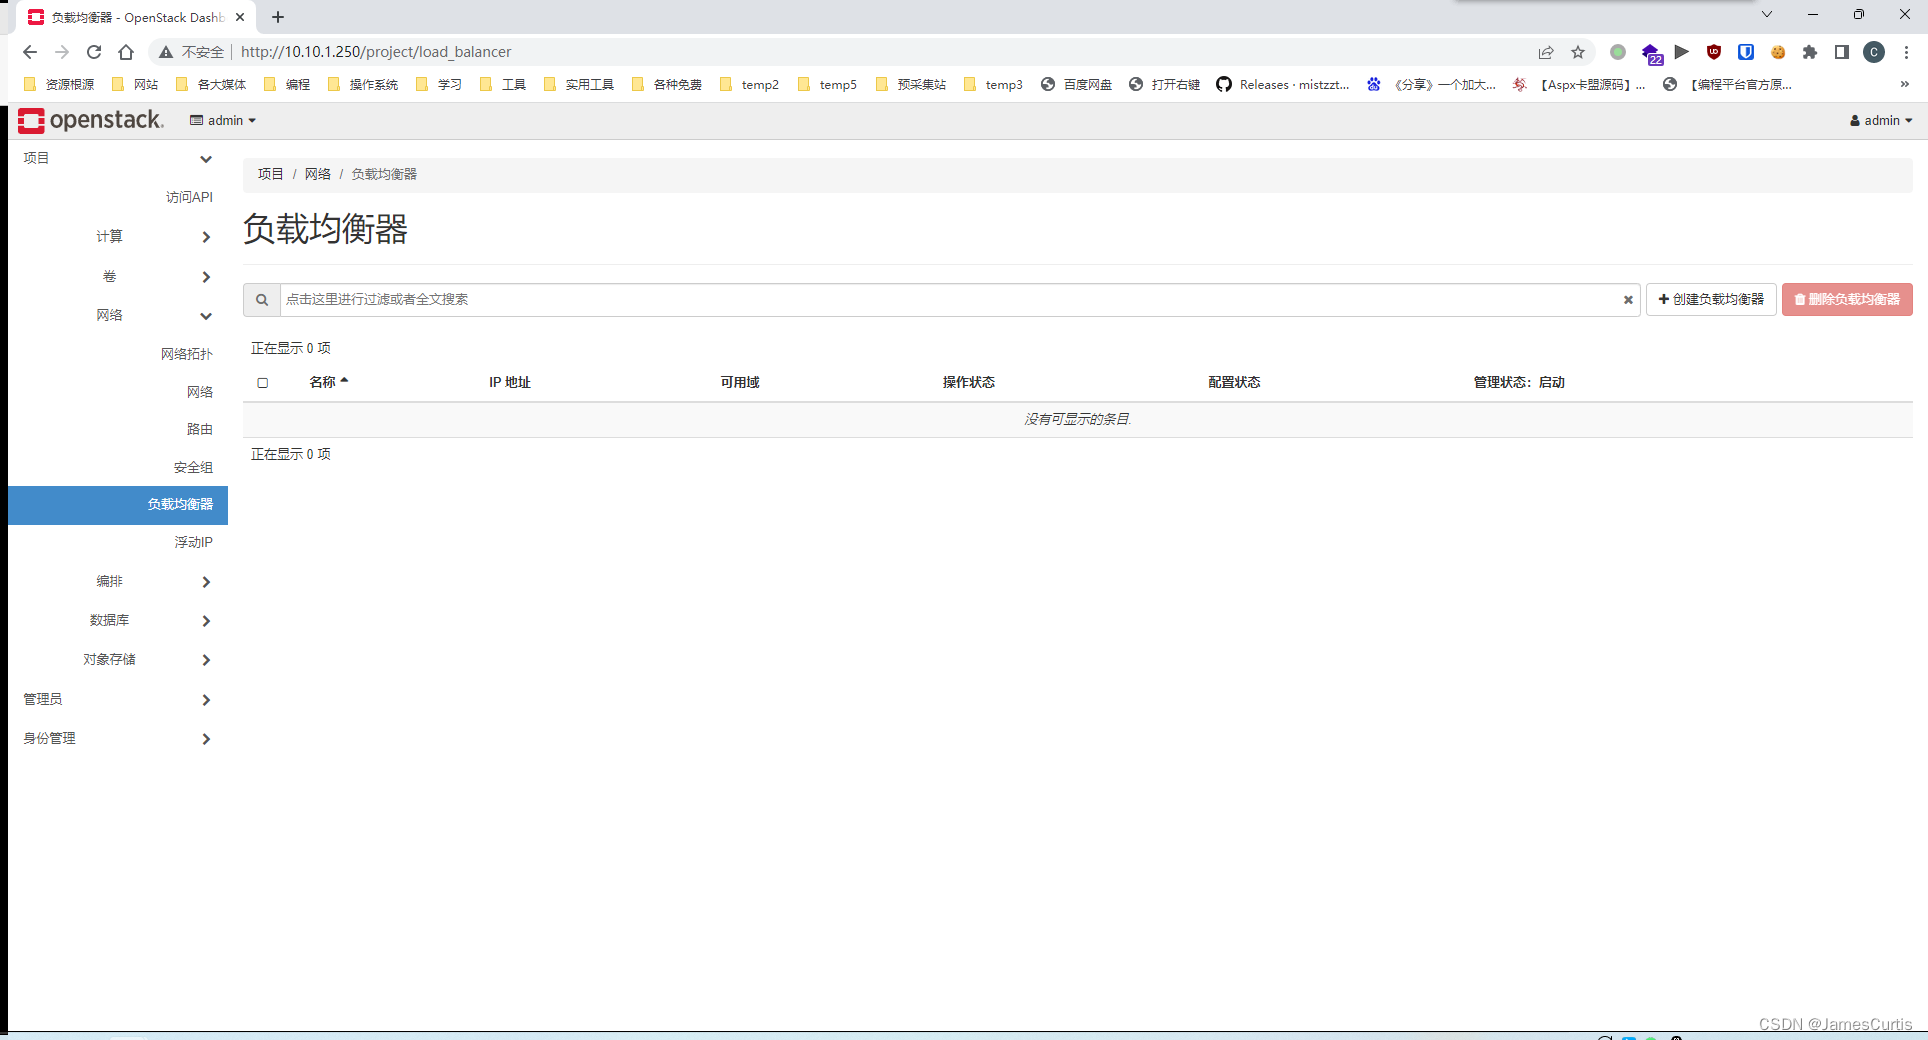 负载均衡器 - OpenStack Dashb
不安全 | http://10.10.1.250/project/load_balancer
22
C
资源根源 网站 各大媒体 编程 操作系统 学习 工具 实用工具 各种免费 temp2 temp5 预采集站 temp3 百度网盘 打开右键 Releases · mistzzt... 《分享》一个加大... 【Aspx卡盟源码】... 【编程平台官方原... »
openstack. admin admin
项目
访问API
计算
卷
网络
网络拓扑
网络
路由
安全组
负载均衡器
浮动IP
编排
数据库
对象存储
管理员
身份管理
项目 / 网络 / 负载均衡器
负载均衡器
点击这里进行过滤或者全文搜索
创建负载均衡器 删除负载均衡器
正在显示 0 项
名称 IP 地址 可用域 操作状态 配置状态 管理状态：启动
没有可显示的条目.
正在显示 0 项
CSDN @JamesCurtis